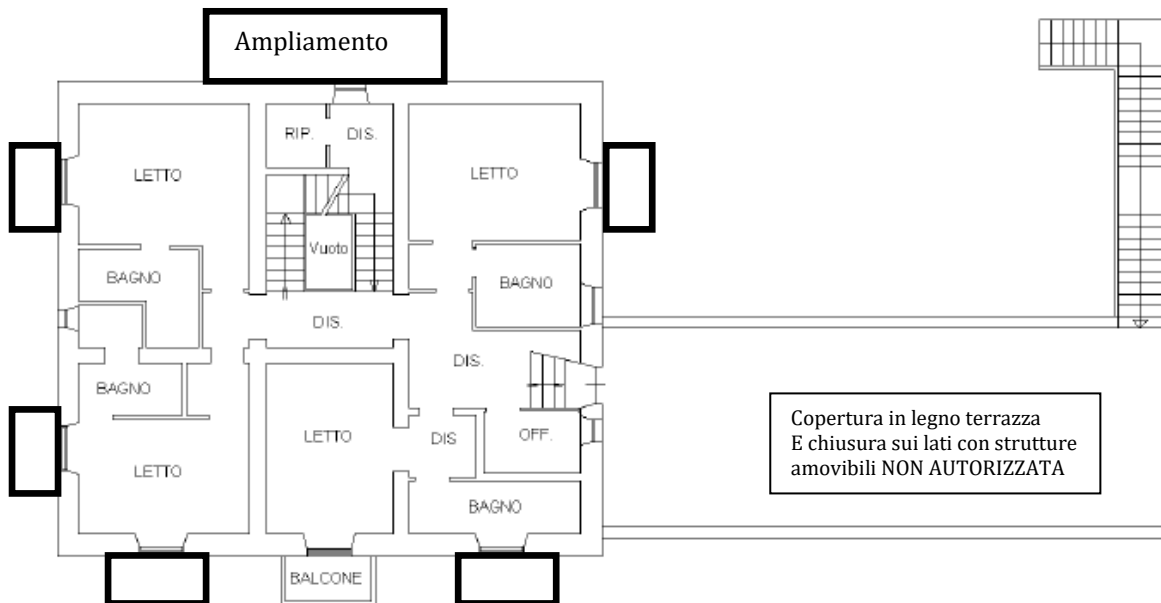 Ampliamento
RIP.
DIS.
LETTO
LETTO
Vuoto
BAGNO
BAGNO
DIS.
DIS.
BAGNO
LETTO
DIS
OFF.
LETTO
BAGNO
BALCONE
Copertura in legno terrazza
E chiusura sui lati con strutture
amovibili NON AUTORIZZATA